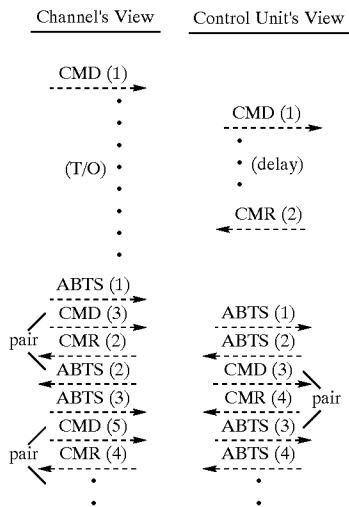 Channel's View
Control Unit's View
CMD (1)
CMD (1)
(T/O)
(delay)
CMR (2)
ABTS (1)
CMD (3)
ABTS (1)
pair
CMR (2)
ABTS (2)
ABTS (2)
CMD (3)
ABTS (3)
CMR (4)
pair
CMD (5)
ABTS (3)
pair
CMR (4)
ABTS (4)